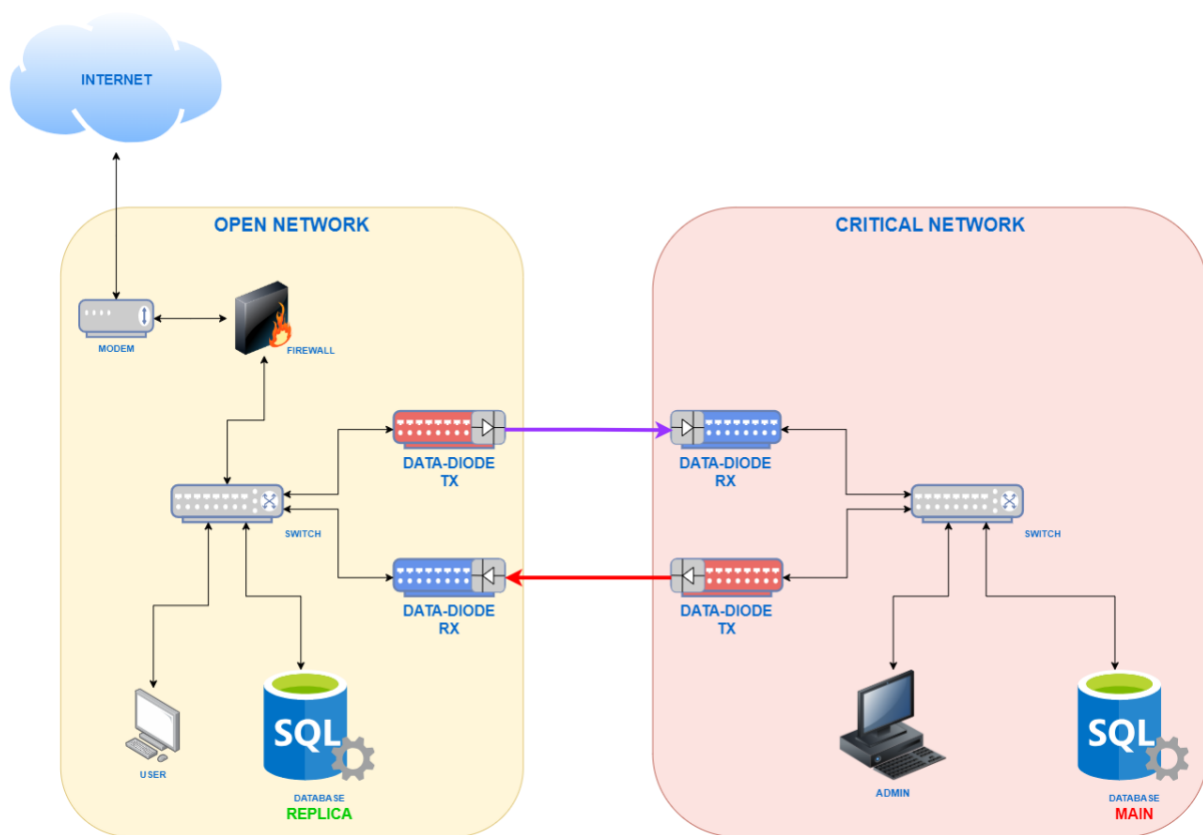 INTERNET
OPEN NETWORK
CRITICAL NETWORK
MODEM
FIREWALL
DATA-DIODE
TX
DATA-DIODE
RX
SWITCH
SWITCH
DATA-DIODE
RX
DATA-DIODE
TX
SQL
SQL
USER
ADMIN
DATABASE
REPLICA
DATABASE
MAIN